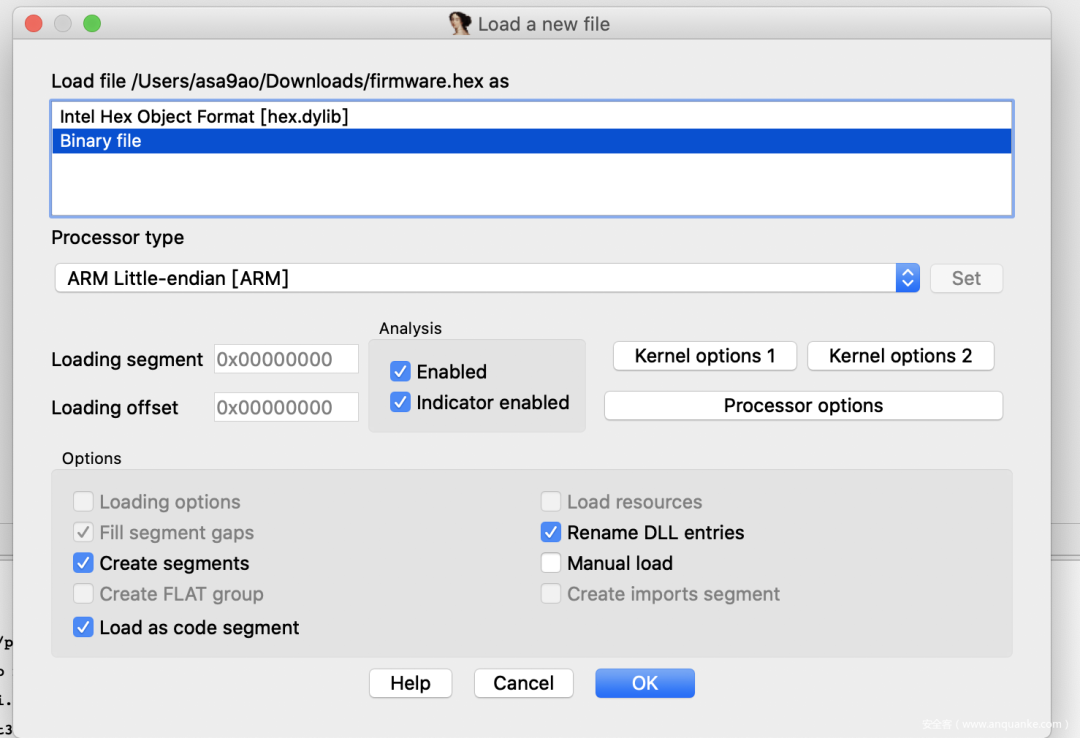 Load a new file
Load file /Users/asa9ao/Downloads/firmware.hex as
Intel Hex Object Format [hex.dylib]
Binary file
Processor type
ARM Little-endian [ARM]
Set
Analysis
Loading segment 0x00000000
Enabled
Kernel options 1
Kernel options 2
Loading offset 0x00000000
Indicator enabled
Processor options
Options
Loading options
Load resources
Fill segment gaps
Rename DLL entries
Create segments
Manual load
Create FLAT group
Create imports segment
Load as code segment
Help
Cancel
OK
/p
i.
c3
安全客 ( www.anquanke.com )